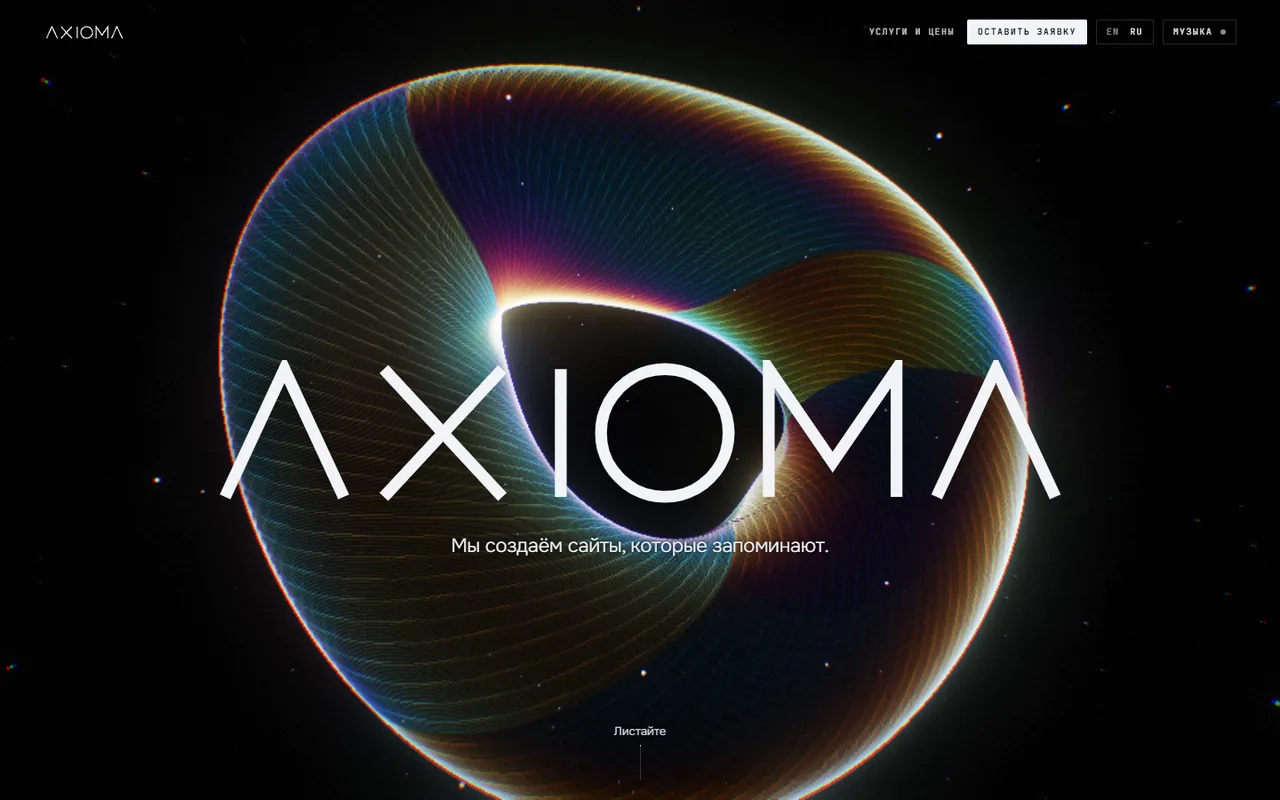 AXIOMA
УСЛУГИ И ЦЕНЫ
ОСТАВИТЬ ЗАЯВКУ
EN RU
МУЗЫКА
AXIOMA
Мы создаём сайты, которые запоминают.
Листайте